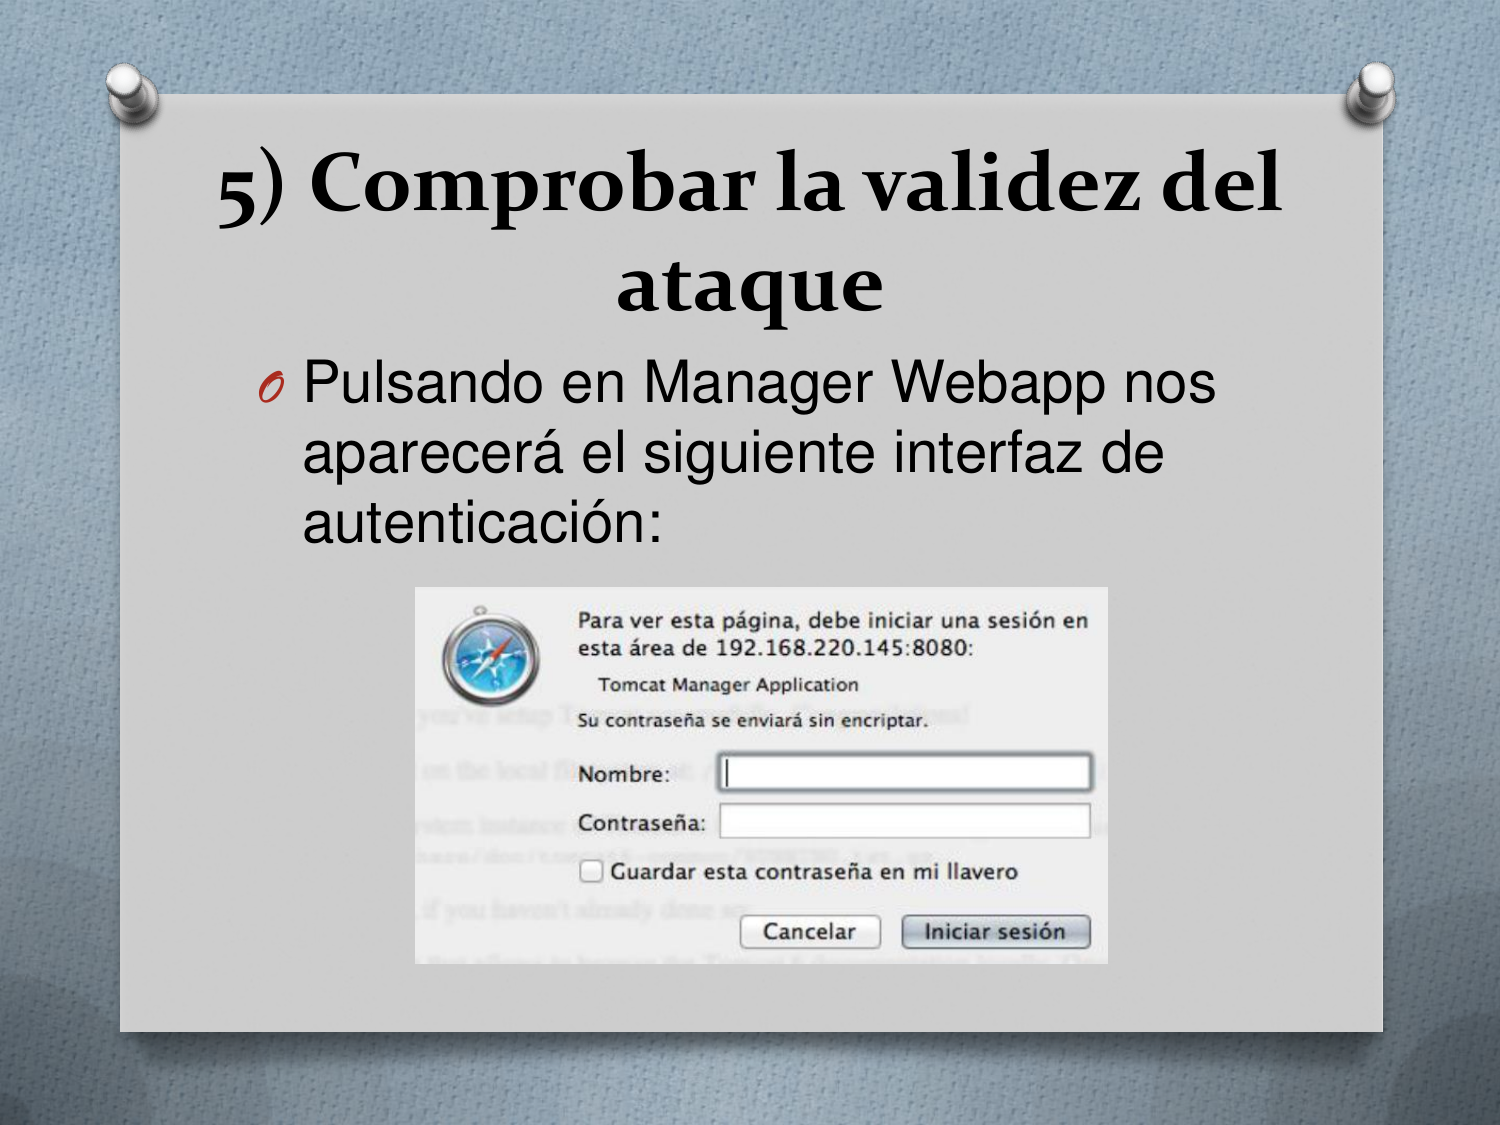 5) Comprobar la validez del
ataque
Pulsando en Manager Webapp nos
aparecerá el siguiente interfaz de
autenticación:
Para ver esta página, debe iniciar una sesión en
esta área de 192.168.220.145:8080:
Tomcat Manager Application
Su contraseña se enviará sin encriptar.
Nombre:
Contraseña:
Guardar esta contraseña en mi llavero
Cancelar Iniciar sesión